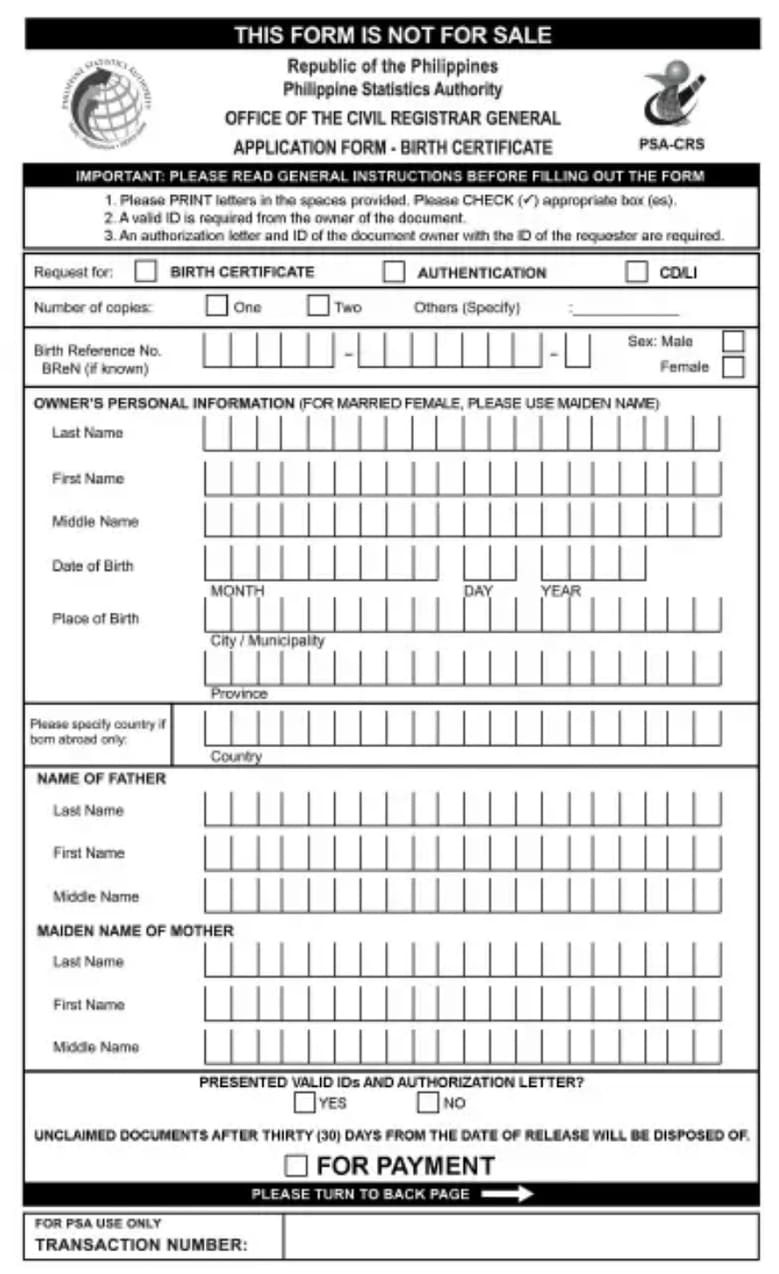 THIS FORM IS NOT FOR SALE
Republic of the Philippines
Philippine Statistics Authority
OFFICE OF THE CIVIL REGISTRAR GENERAL
APPLICATION FORM - BIRTH CERTIFICATE
PHILIPPINE STATISTICS AUTHORITY
PSA-CRS
IMPORTANT: PLEASE READ GENERAL INSTRUCTIONS BEFORE FILLING OUT THE FORM
1. Please PRINT letters in the spaces provided. Please CHECK (✓) appropriate box (es).
2. A valid ID is required from the owner of the document.
3. An authorization letter and ID of the document owner with the ID of the requester are required.
Request for: BIRTH CERTIFICATE AUTHENTICATION CD/LI
Number of copies: One Two Others (Specify) :____________
Birth Reference No. - - Sex: Male
BReN (if known) Female
OWNER'S PERSONAL INFORMATION (FOR MARRIED FEMALE, PLEASE USE MAIDEN NAME)
Last Name
First Name
Middle Name
Date of Birth
MONTH DAY YEAR
Place of Birth
City / Municipality
Province
Please specify country if
born abroad only:
Country
NAME OF FATHER
Last Name
First Name
Middle Name
MAIDEN NAME OF MOTHER
Last Name
First Name
Middle Name
PRESENTED VALID IDs AND AUTHORIZATION LETTER?
YES NO
UNCLAIMED DOCUMENTS AFTER THIRTY (30) DAYS FROM THE DATE OF RELEASE WILL BE DISPOSED OF.
FOR PAYMENT
PLEASE TURN TO BACK PAGE
FOR PSA USE ONLY
TRANSACTION NUMBER: